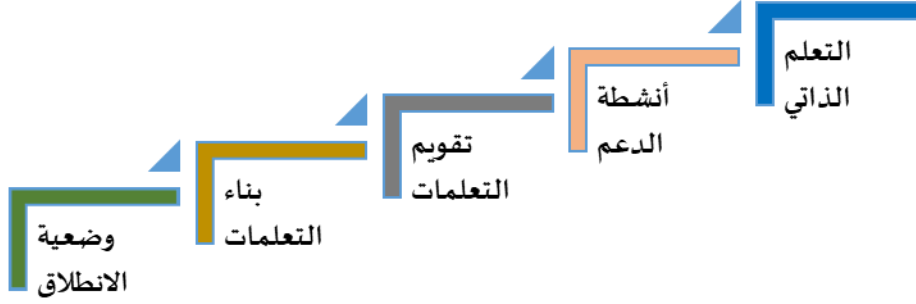 وضعية
الانطلاق
بناء
التعلمات
تقويم
التعلمات
أنشطة
الدعم
التعلم
الذاتي